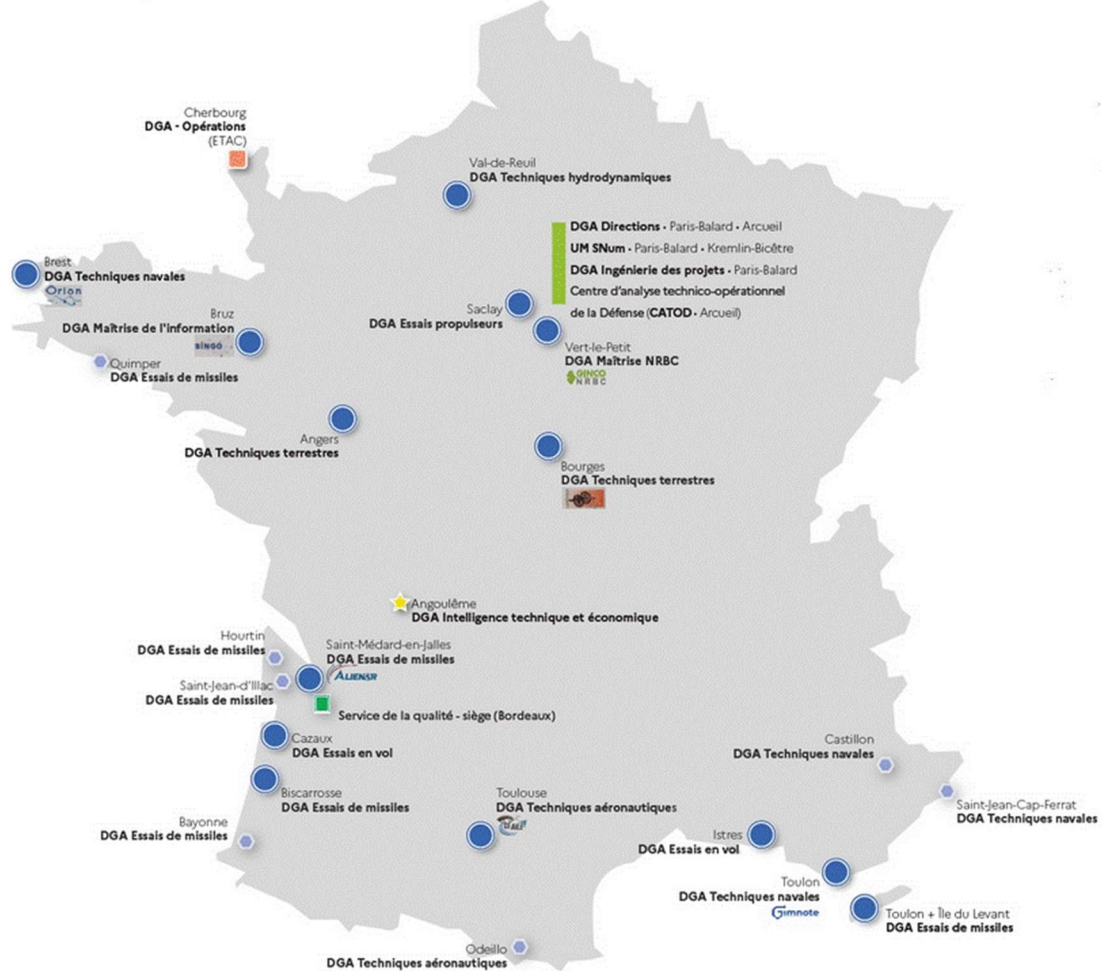 Cherbourg
DGA - Opérations
(ETAC)
Val-de-Reuil
DGA Techniques hydrodynamiques
DGA Directions • Paris-Balard • Arcueil
UM SNum • Paris-Balard • Kremlin-Bicêtre
DGA Ingénierie des projets • Paris-Balard
Centre d'analyse technico-opérationnel
de la Défense (CATOD • Arcueil)
Brest
DGA Techniques navales
Orion
Bruz
DGA Maîtrise de l'information
BINGO
Quimper
DGA Essais de missiles
Saclay
DGA Essais propulseurs
Vert-le-Petit
DGA Maîtrise NRBC
GINCO
NRBC
Angers
DGA Techniques terrestres
Bourges
DGA Techniques terrestres
Angoulême
DGA Intelligence technique et économique
Hourtin
DGA Essais de missiles
Saint-Médard-en-Jalles
DGA Essais de missiles
ALIENSR
Saint-Jean-d'Illac
DGA Essais de missiles
Service de la qualité - siège (Bordeaux)
Cazaux
DGA Essais en vol
Biscarrosse
DGA Essais de missiles
Bayonne
DGA Essais de missiles
Toulouse
DGA Techniques aéronautiques
Castillon
DGA Techniques navales
Saint-Jean-Cap-Ferrat
DGA Techniques navales
Istres
DGA Essais en vol
Toulon
DGA Techniques navales
Gimnote
Toulon + Île du Levant
DGA Essais de missiles
Odeillo
DGA Techniques aéronautiques